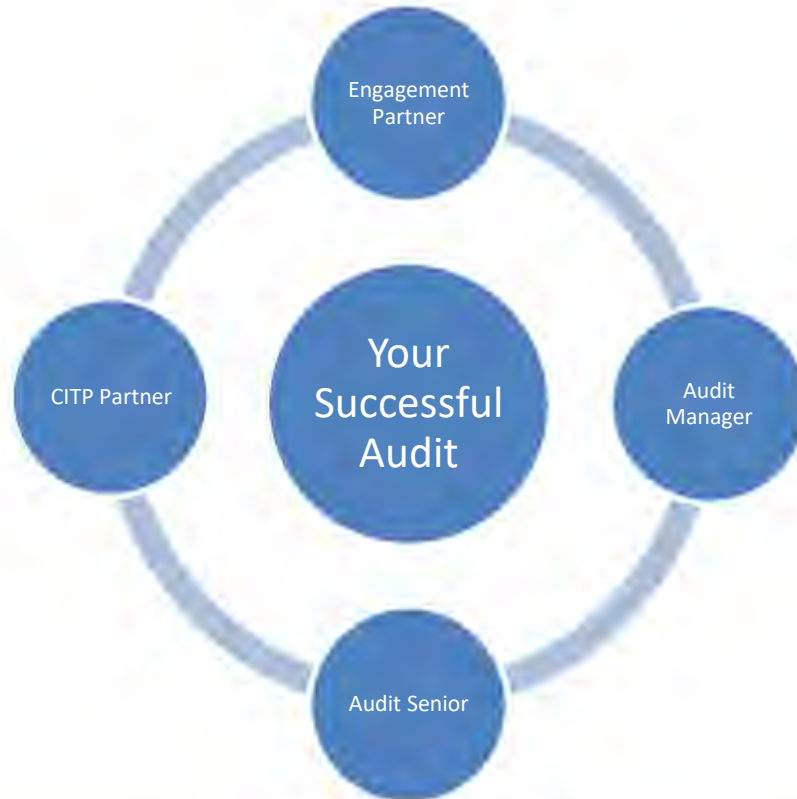 Engagement
Partner
CITP Partner
Your
Successful
Audit
Audit
Manager
Audit Senior